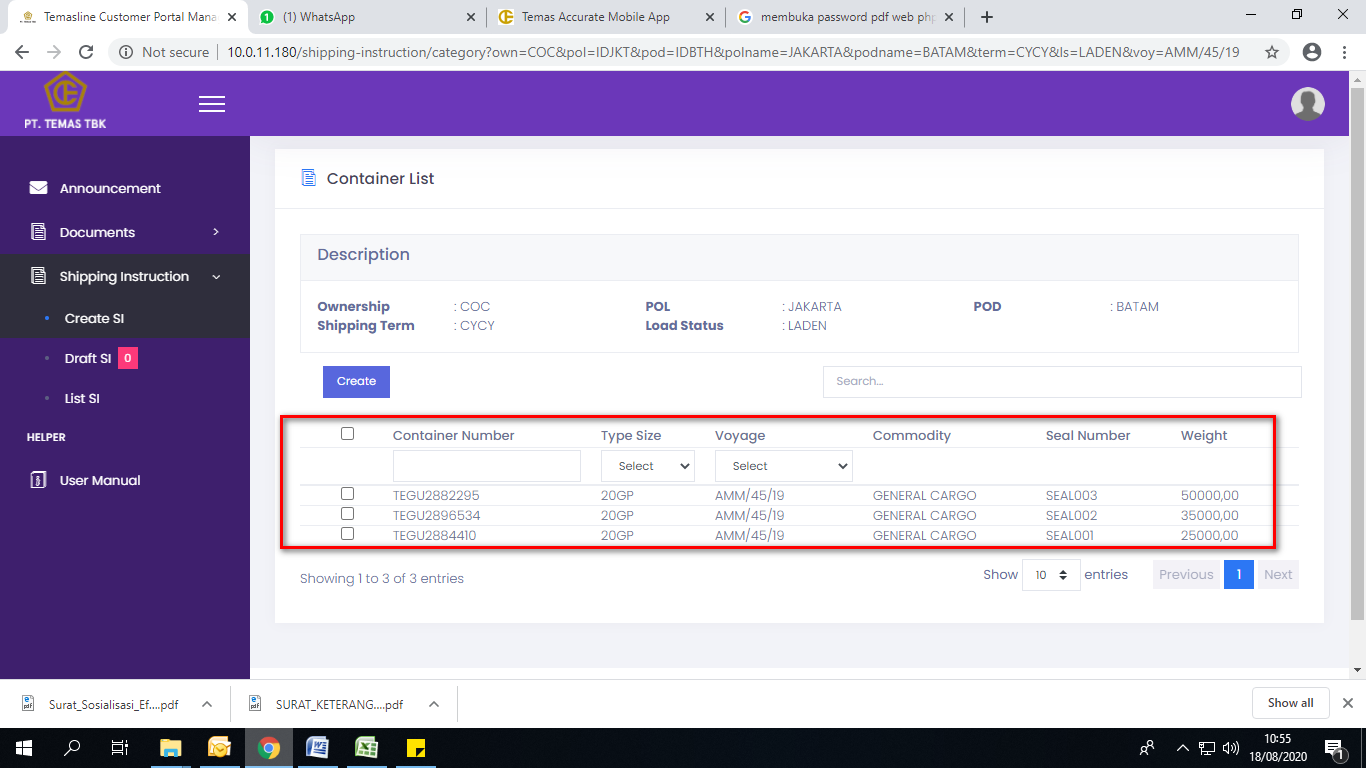 Temasline Customer Portal Mana
(1) WhatsApp
Temas Accurate Mobile App
membuka password pdf web php
Not secure | 10.0.11.180/shipping-instruction/category?own=COC&pol=IDJKT&pod=IDBTH&polname=JAKARTA&podname=BATAM&term=CYCY&ls=LADEN&voy=AMM/45/19
PT. TEMAS TBK
Announcement
Documents
Shipping Instruction
Create SI
Draft SI 0
List SI
HELPER
User Manual
Container List
Description
Ownership : COC POL : JAKARTA POD : BATAM
Shipping Term : CYCY Load Status : LADEN
Create Search...
Container Number Type Size Voyage Commodity Seal Number Weight
Select Select
TEGU2882295 20GP AMM/45/19 GENERAL CARGO SEAL003 50000,00
TEGU2896534 20GP AMM/45/19 GENERAL CARGO SEAL002 35000,00
TEGU2884410 20GP AMM/45/19 GENERAL CARGO SEAL001 25000,00
Showing 1 to 3 of 3 entries Show 10 entries Previous 1 Next
Surat_Sosialisasi_Ef....pdf
SURAT_KETERANG....pdf
Show all
10:55
18/08/2020
1